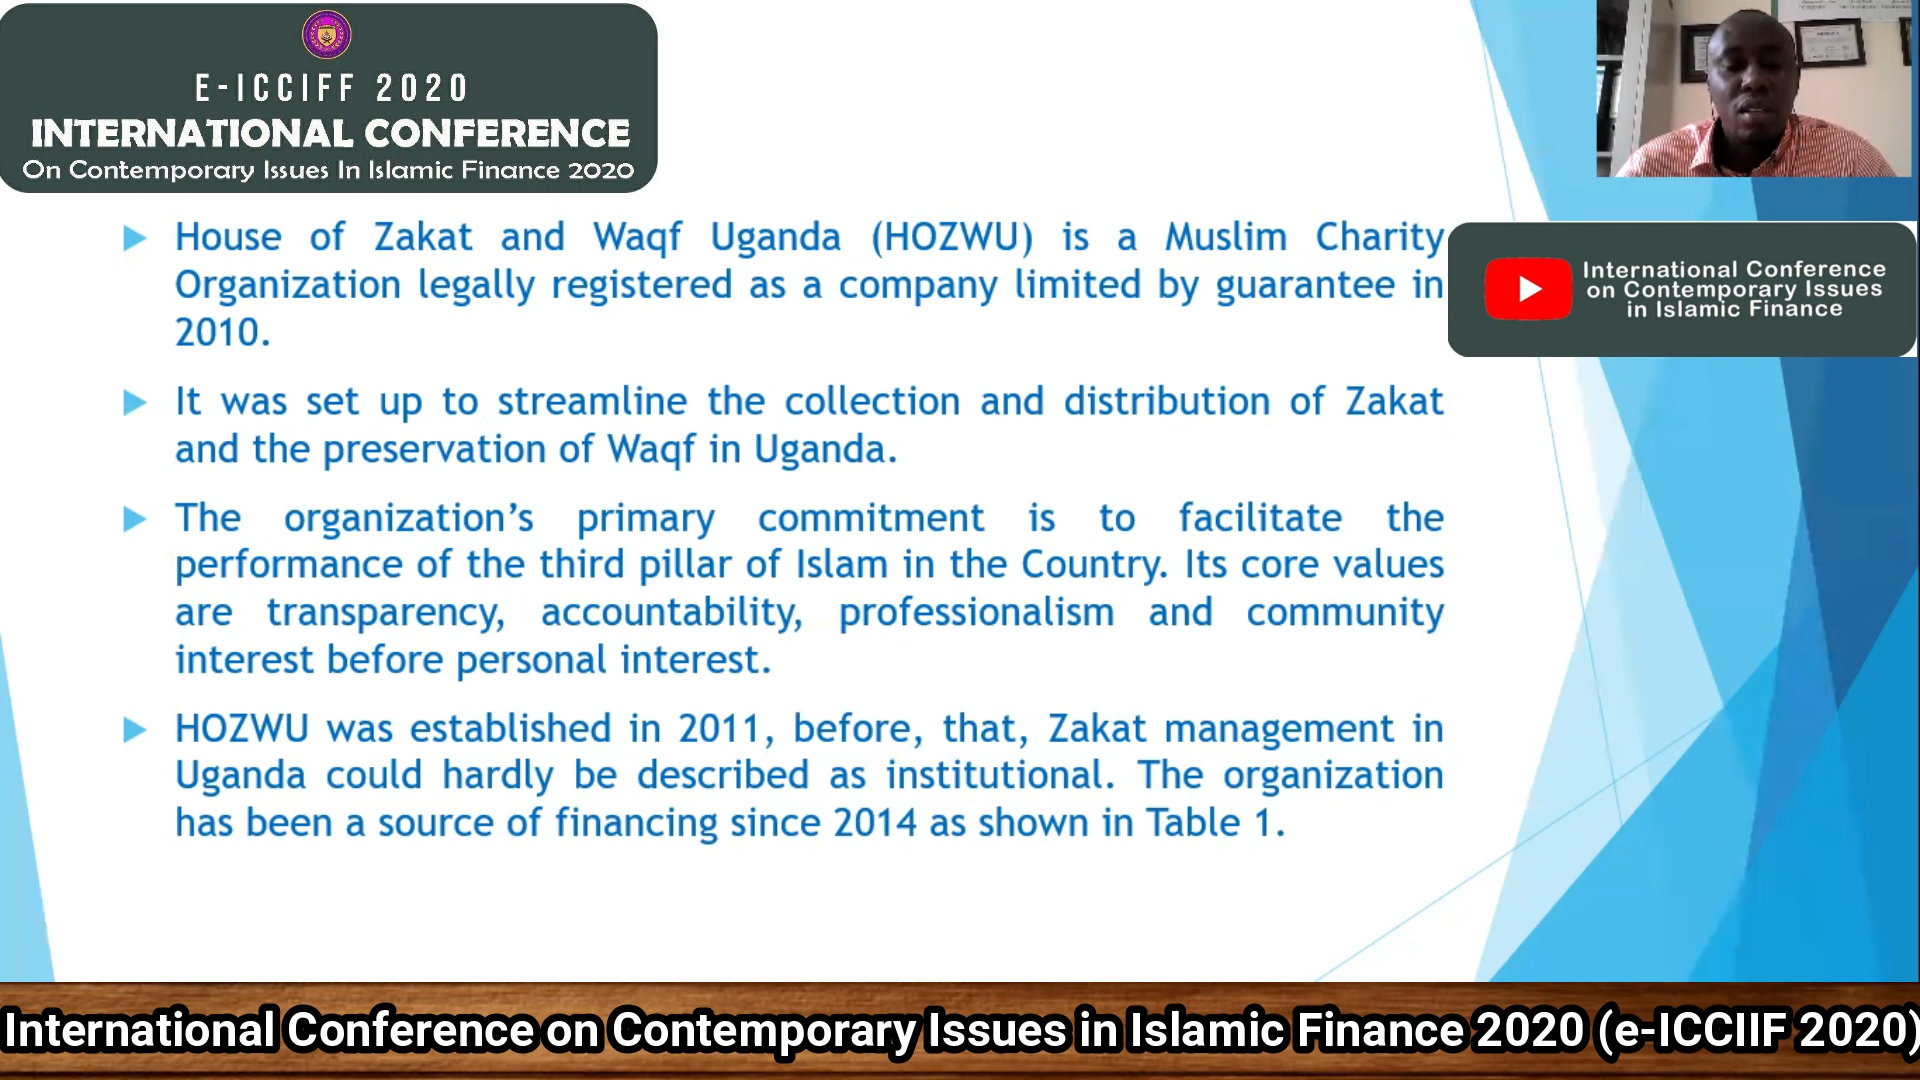 E-ICCIFF 2020
INTERNATIONAL CONFERENCE
On Contemporary Issues In Islamic Finance 2020
House of Zakat and Waqf Uganda (HOZWU) is a Muslim Charity
Organization legally registered as a company limited by guarantee in
2010.
It was set up to streamline the collection and distribution of Zakat
and the preservation of Waqf in Uganda.
The organization’s primary commitment is to facilitate the
performance of the third pillar of Islam in the Country. Its core values
are transparency, accountability, professionalism and community
interest before personal interest.
HOZWU was established in 2011, before, that, Zakat management in
Uganda could hardly be described as institutional. The organization
has been a source of financing since 2014 as shown in Table 1.
International Conference
on Contemporary Issues
in Islamic Finance
International Conference on Contemporary Issues in Islamic Finance 2020 (e-ICCIIF 2020)